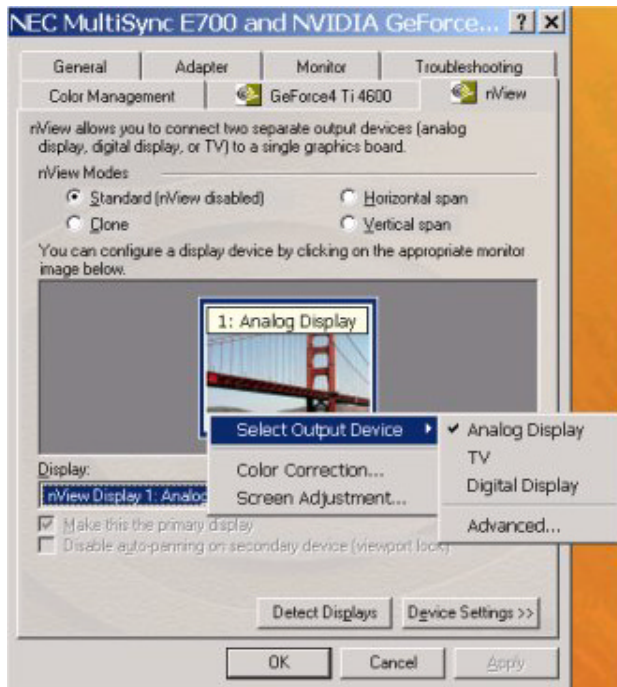 NEC MultiSync E700 and NVIDIA GeForce...
General Adapter Monitor Troubleshooting
Color Management GeForce4 Ti 4600 nView
nView allows you to connect two separate output devices (analog
display, digital display, or TV) to a single graphics board.
nView Modes
Standard (nView disabled) Horizontal span
Clone Vertical span
You can configure a display device by clicking on the appropriate monitor
image below.
1: Analog Display
Select Output Device
Analog Display
TV
Digital Display
Advanced...
Color Correction...
Screen Adjustment...
Display:
nView Display 1: Analog
Make this the primary display
Disable auto-panning on secondary device (viewport lock)
Detect Displays Device Settings >>
OK Cancel Apply